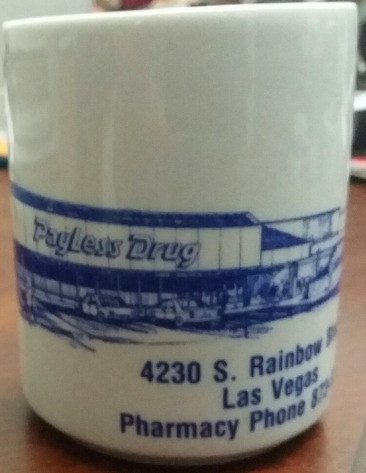 PayLess Drug
4230 S. Rainbow
Las Vegas
Pharmacy Phone